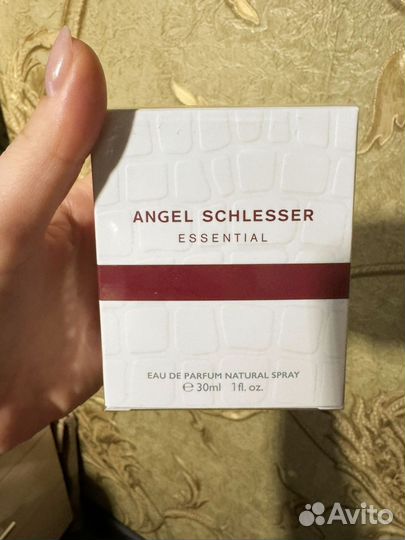 ANGEL SCHLESSER
ESSENTIAL
EAU DE PARFUM NATURAL SPRAY
℮30ml 1fl. oz.
Avito